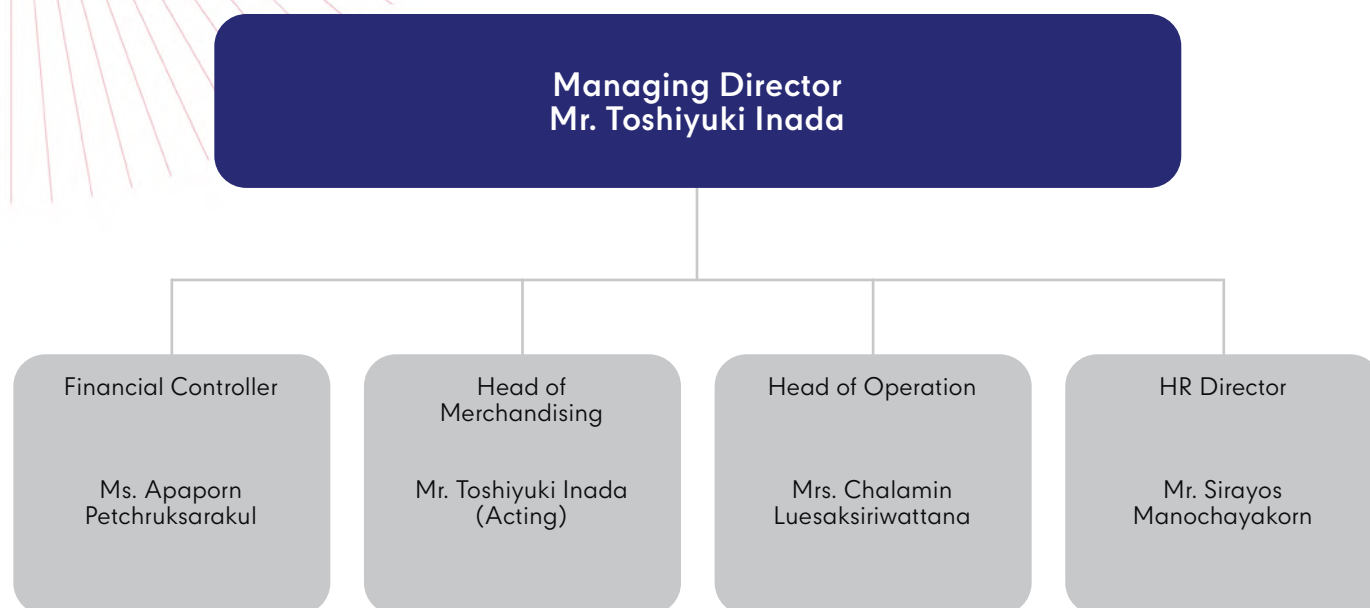 Managing Director
Mr. Toshiyuki Inada
Financial Controller
Ms. Apaporn
Petchruksarakul
Head of
Merchandising
Mr. Toshiyuki Inada
(Acting)
Head of Operation
Mrs. Chalamin
Luesaksiriwattana
HR Director
Mr. Sirayos
Manochayakorn